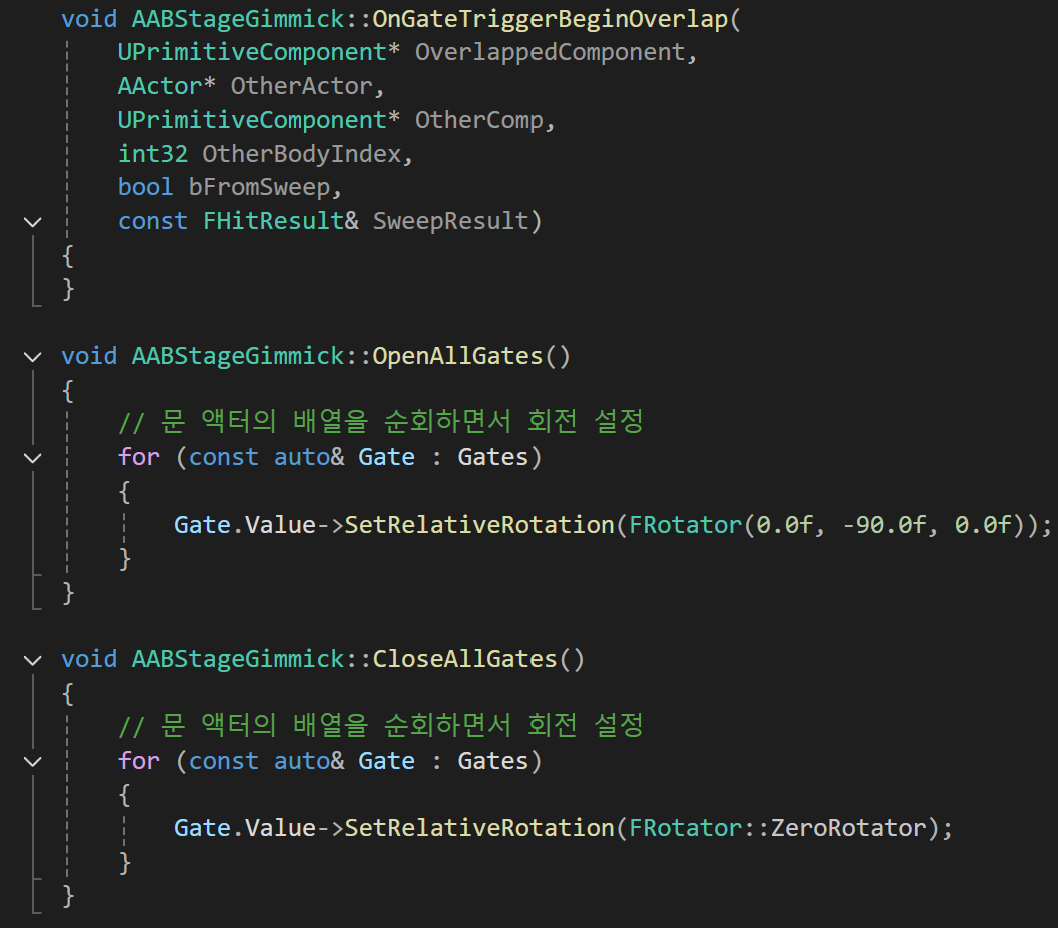 void AABStageGimmick::OnGateTriggerBeginOverlap(
    UPrimitiveComponent* OverlappedComponent,
    AActor* OtherActor,
    UPrimitiveComponent* OtherComp,
    int32 OtherBodyIndex,
    bool bFromSweep,
    const FHitResult& SweepResult)
{
}

void AABStageGimmick::OpenAllGates()
{
    // 문 액터의 배열을 순회하면서 회전 설정
    for (const auto& Gate : Gates)
    {
        Gate.Value->SetRelativeRotation(FRotator(0.0f, -90.0f, 0.0f));
    }
}

void AABStageGimmick::CloseAllGates()
{
    // 문 액터의 배열을 순회하면서 회전 설정
    for (const auto& Gate : Gates)
    {
        Gate.Value->SetRelativeRotation(FRotator::ZeroRotator);
    }
}